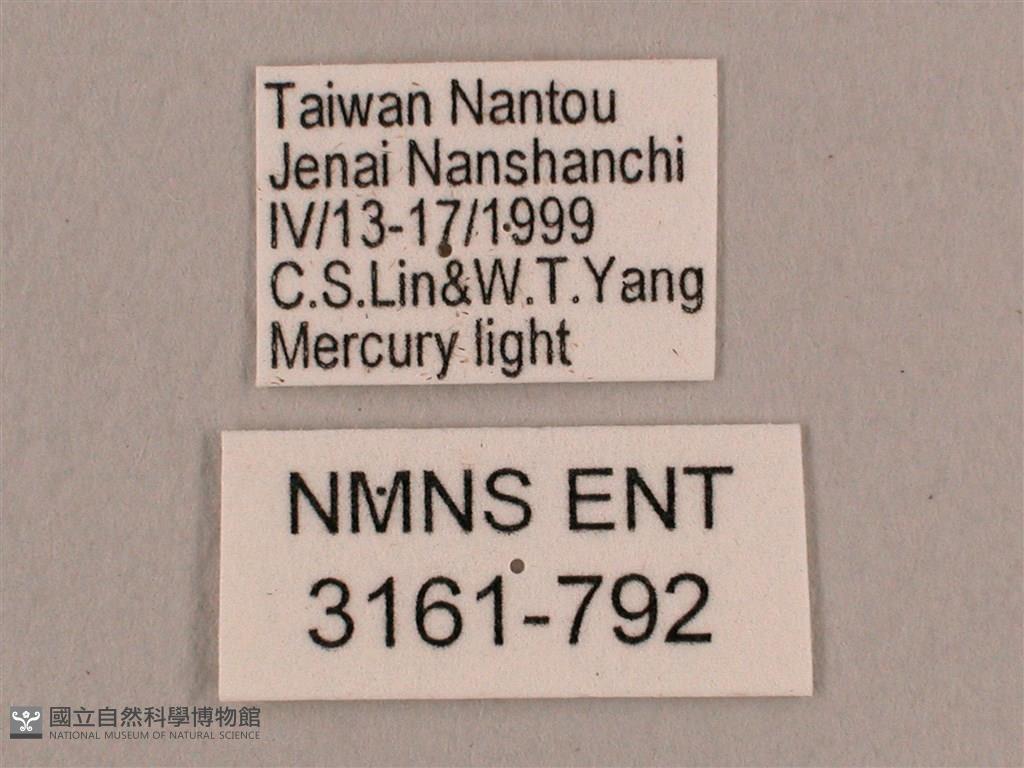 Taiwan Nantou
Jenai Nanshanchi
IV/13-17/1999
C.S.Lin&W.T.Yang
Mercury light
NMNS ENT
3161-792
國立自然科學博物館
NATIONAL MUSEUM OF NATURAL SCIENCE